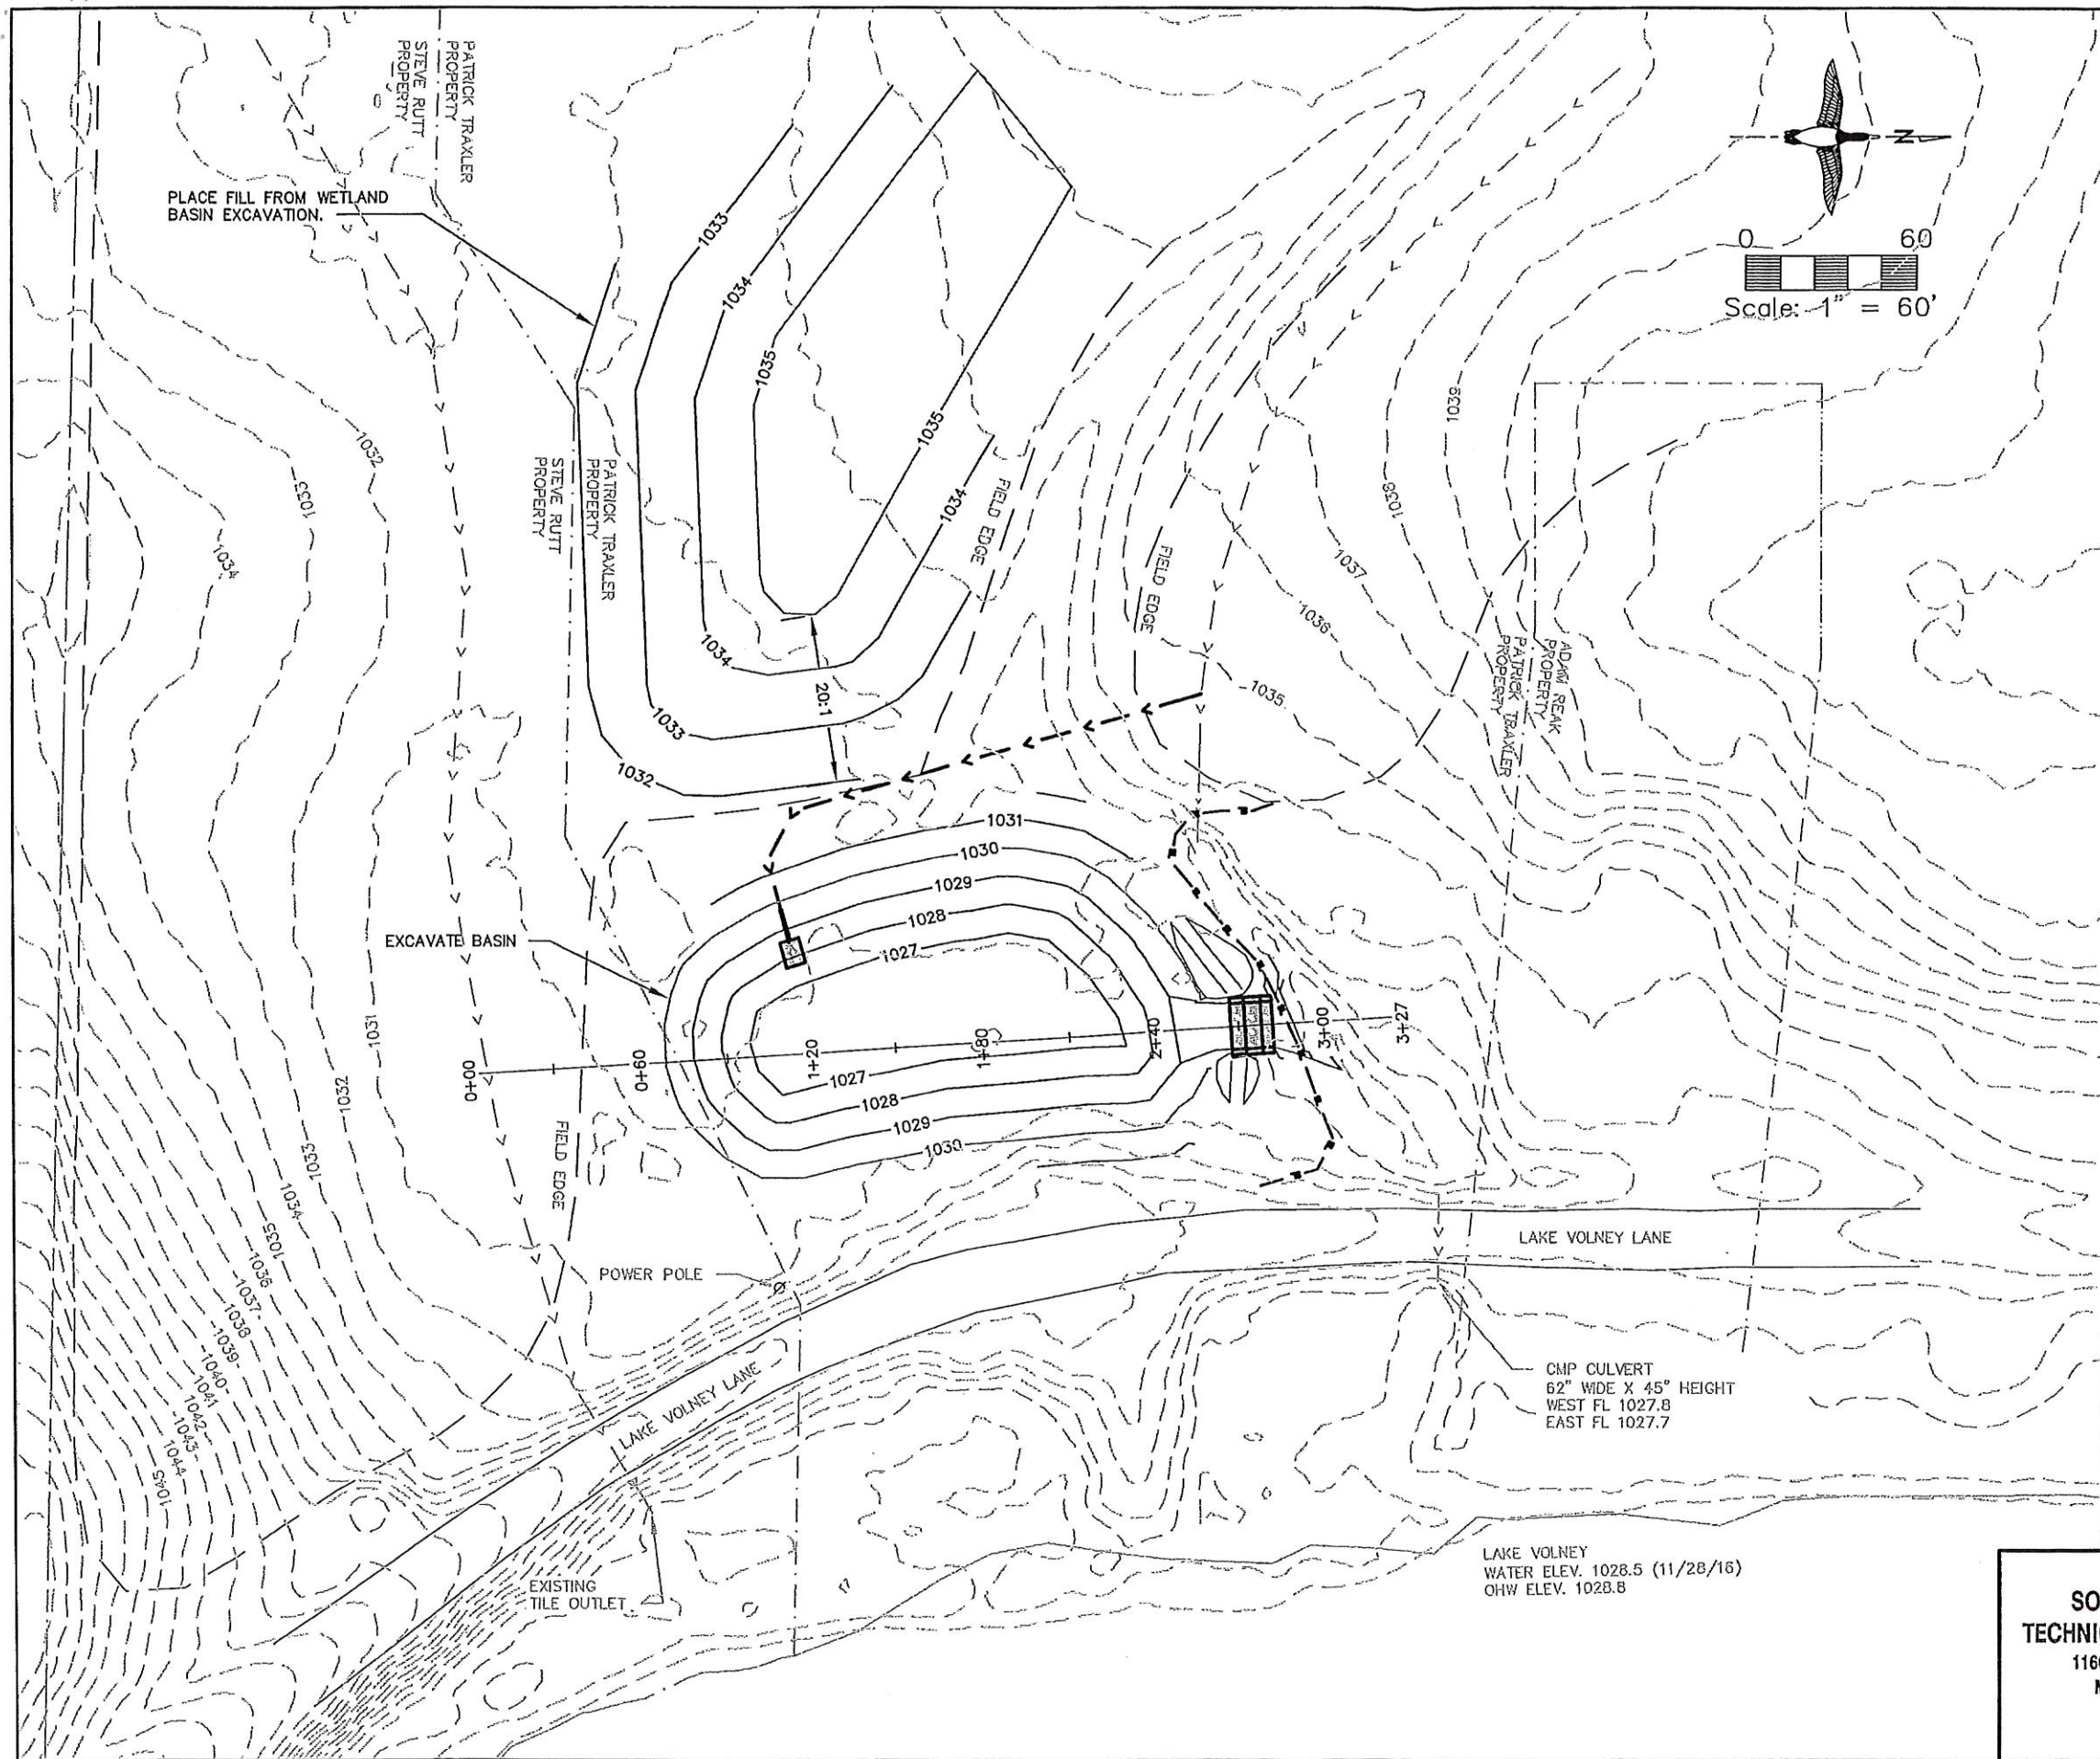 PATRICK TRAXLER
PROPERTY
STEVE RUTT
PROPERTY
PLACE FILL FROM WETLAND
BASIN EXCAVATION.
Z
0 60
Scale: 1" = 60'
1033
1034
1035
1035
1034
1034
1033
1032
20:1
1032
1033
1034
1039
1038
1037
1036
1035
FIELD EDGE
FIELD EDGE
PATRICK TRAXLER
PROPERTY
STEVE RUTT
PROPERTY
ADAM REAK
PROPERTY
PATRICK TRAXLER
PROPERTY
1031
1030
1029
1028
1027
EXCAVATE BASIN
0+00
0+60
1+20
1+80
2+40
3+00
3+27
1027
1028
1029
1030
1031
1032
1033
1034
1035
1036
1037
1038
1039
1040
1041
1042
1043
1044
1045
FIELD EDGE
POWER POLE
LAKE VOLNEY LANE
LAKE VOLNEY LANE
CMP CULVERT
62" WIDE X 45" HEIGHT
WEST FL 1027.8
EAST FL 1027.7
EXISTING
TILE OUTLET
LAKE VOLNEY
WATER ELEV. 1028.5 (11/28/16)
OHW ELEV. 1028.8
SO
TECHNI
116